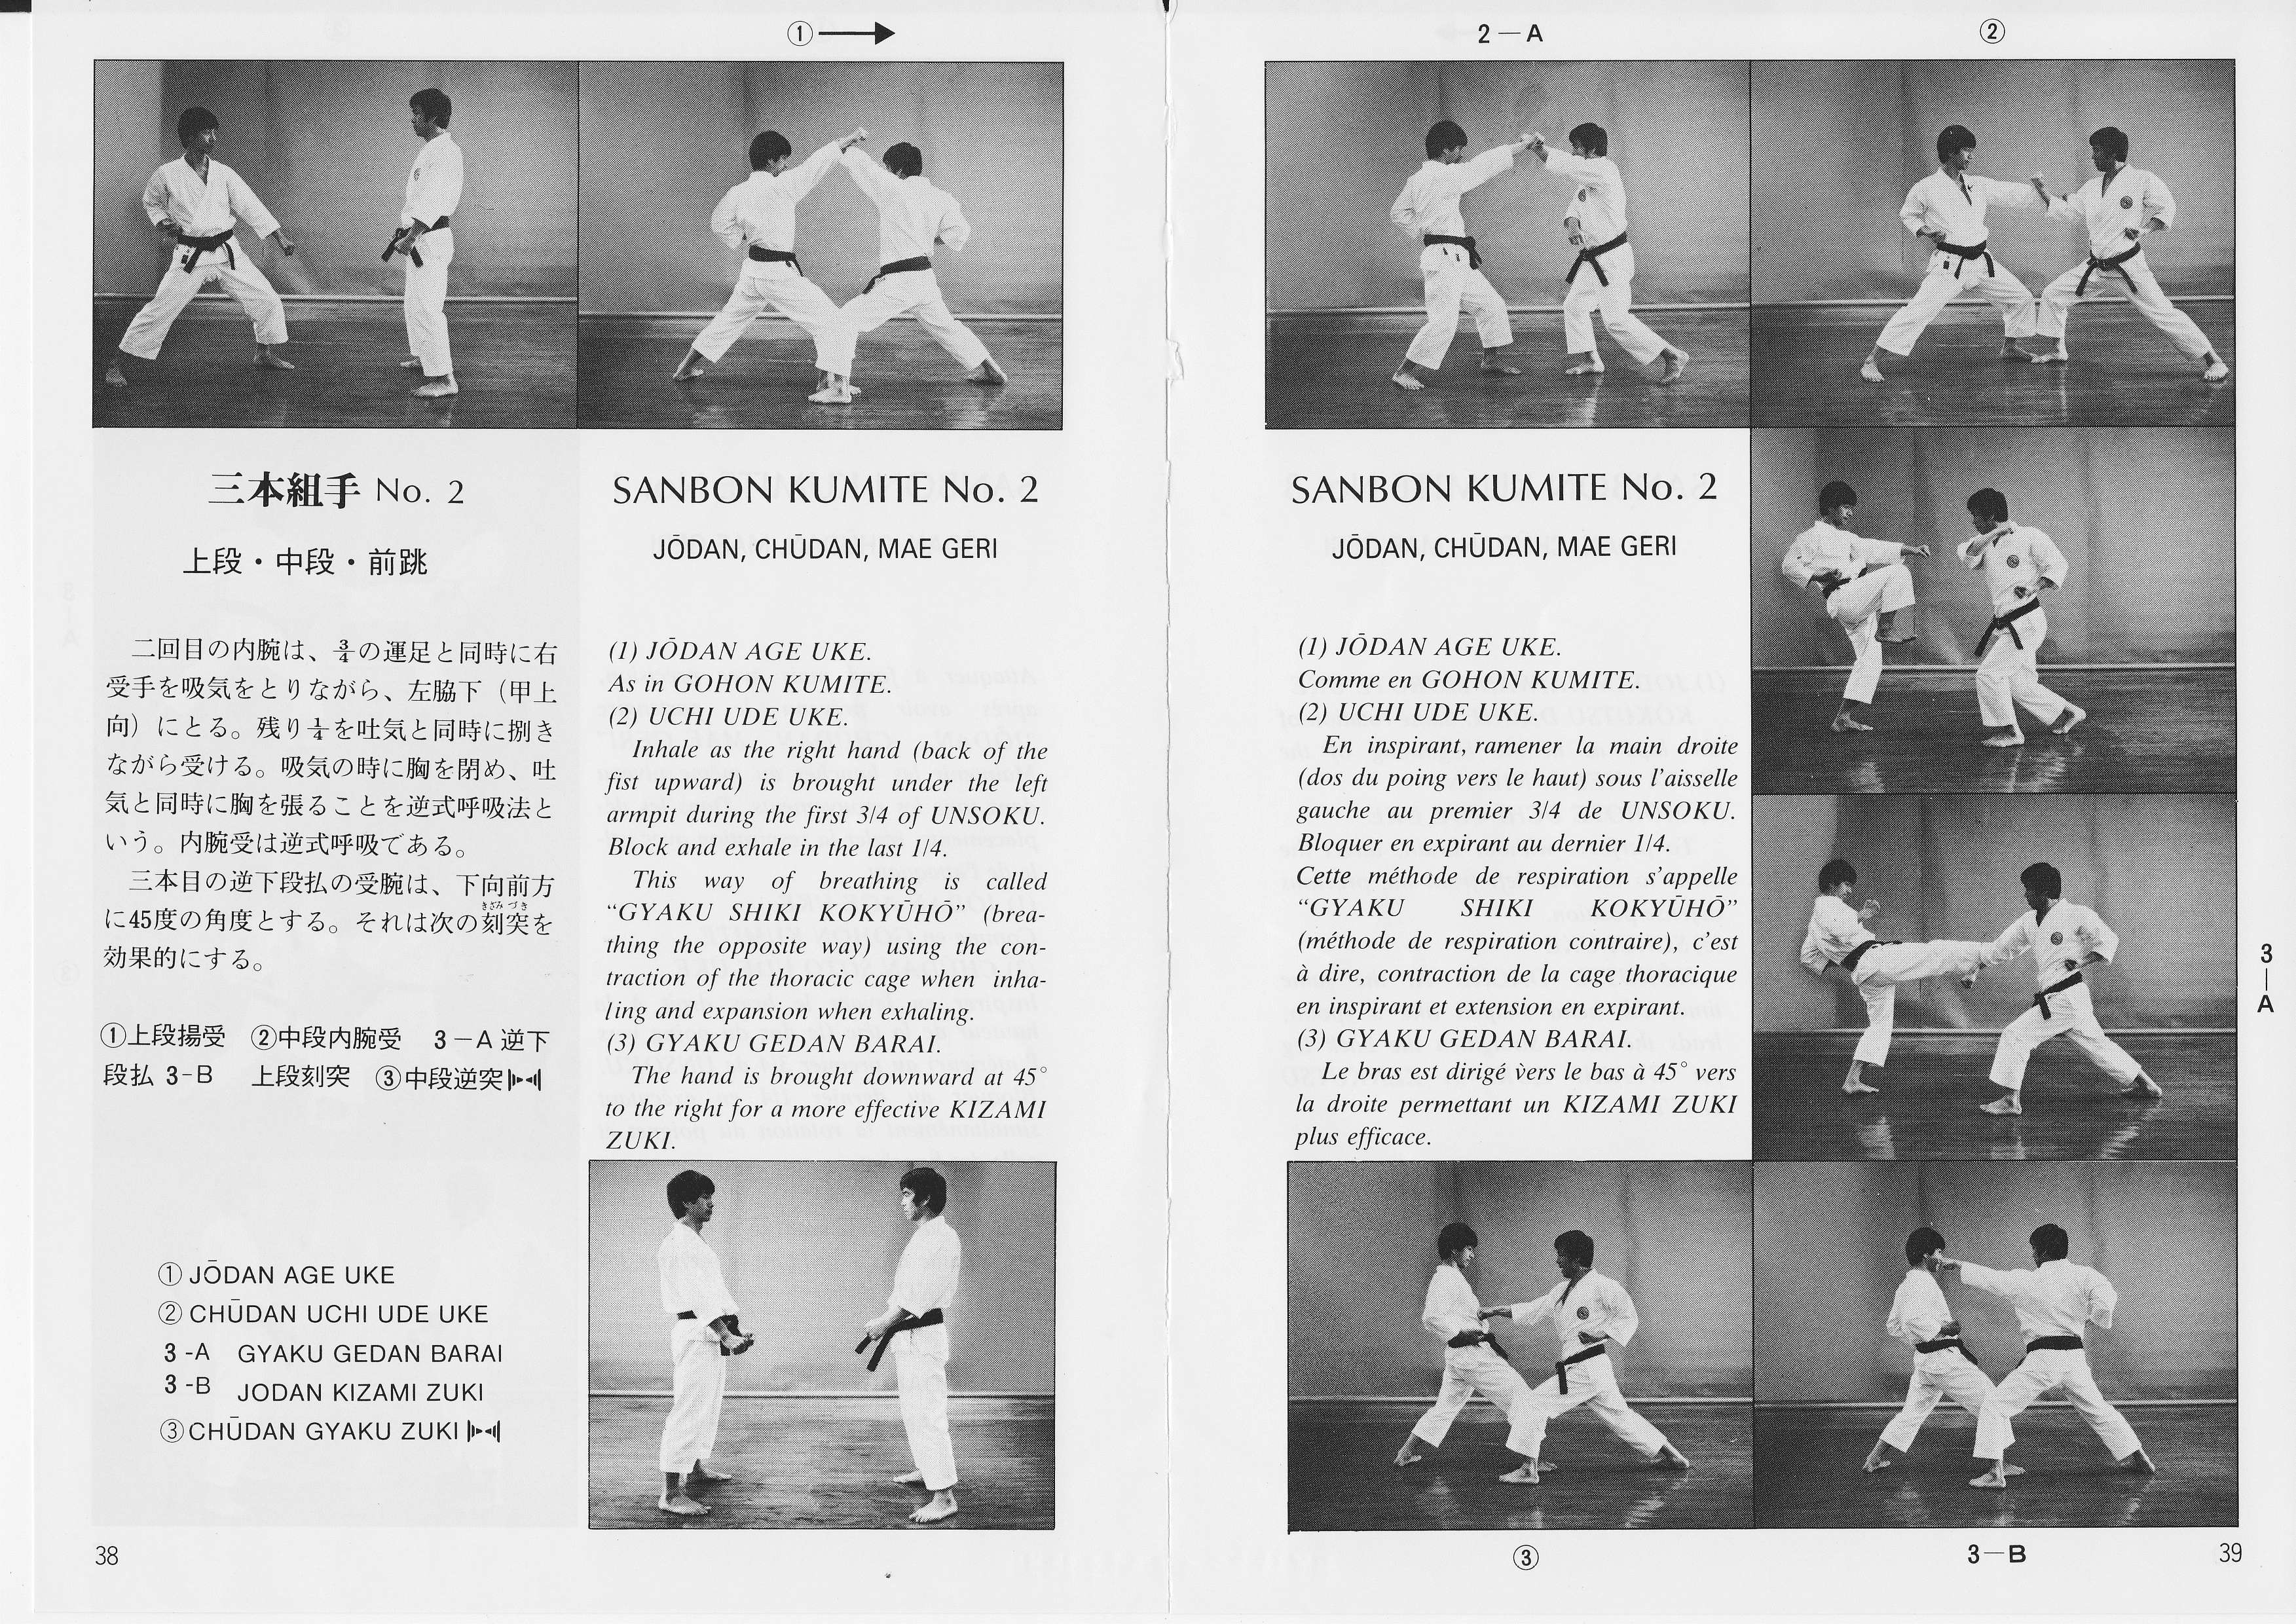 ①→
三本組手 No. 2
上段・中段・前蹴
二回目の内腕は、3/4の運足と同時に右
受手を吸気をとりながら、左脇下（甲上
向）にとる。残り1/4を吐気と同時に捌き
ながら受ける。吸気の時に胸を閉め、吐
気と同時に胸を張ることを逆式呼吸法と
いう。内腕受は逆式呼吸である。
三本目の逆下段払の受腕は、下向前方
きざみづき
に45度の角度とする。それは次の刻突を
効果的にする。
①上段揚受 ②中段内腕受 3－A 逆下
段払 3-B 上段刻突 ③中段逆突
① JŌDAN AGE UKE
② CHŪDAN UCHI UDE UKE
3 -A GYAKU GEDAN BARAI
3 -B JODAN KIZAMI ZUKI
③ CHŪDAN GYAKU ZUKI
38
SANBON KUMITE No. 2
JŌDAN, CHŪDAN, MAE GERI
(1) JŌDAN AGE UKE.
As in GOHON KUMITE.
(2) UCHI UDE UKE.
Inhale as the right hand (back of the
fist upward) is brought under the left
armpit during the first 3/4 of UNSOKU.
Block and exhale in the last 1/4.
This way of breathing is called
“GYAKU SHIKI KOKYŪHŌ” (brea-
thing the opposite way) using the con-
traction of the thoracic cage when inha-
ling and expansion when exhaling.
(3) GYAKU GEDAN BARAI.
The hand is brought downward at 45°
to the right for a more effective KIZAMI
ZUKI.
2 — A
②
SANBON KUMITE No. 2
JŌDAN, CHŪDAN, MAE GERI
(1) JŌDAN AGE UKE.
Comme en GOHON KUMITE.
(2) UCHI UDE UKE.
En inspirant, ramener la main droite
(dos du poing vers le haut) sous l'aisselle
gauche au premier 3/4 de UNSOKU.
Bloquer en expirant au dernier 1/4.
Cette méthode de respiration s'appelle
“GYAKU SHIKI KOKYŪHŌ”
(méthode de respiration contraire), c'est
à dire, contraction de la cage thoracique
en inspirant et extension en expirant.
(3) GYAKU GEDAN BARAI.
Le bras est dirigé vers le bas à 45° vers
la droite permettant un KIZAMI ZUKI
plus efficace.
3 — A
③
3 — B
39